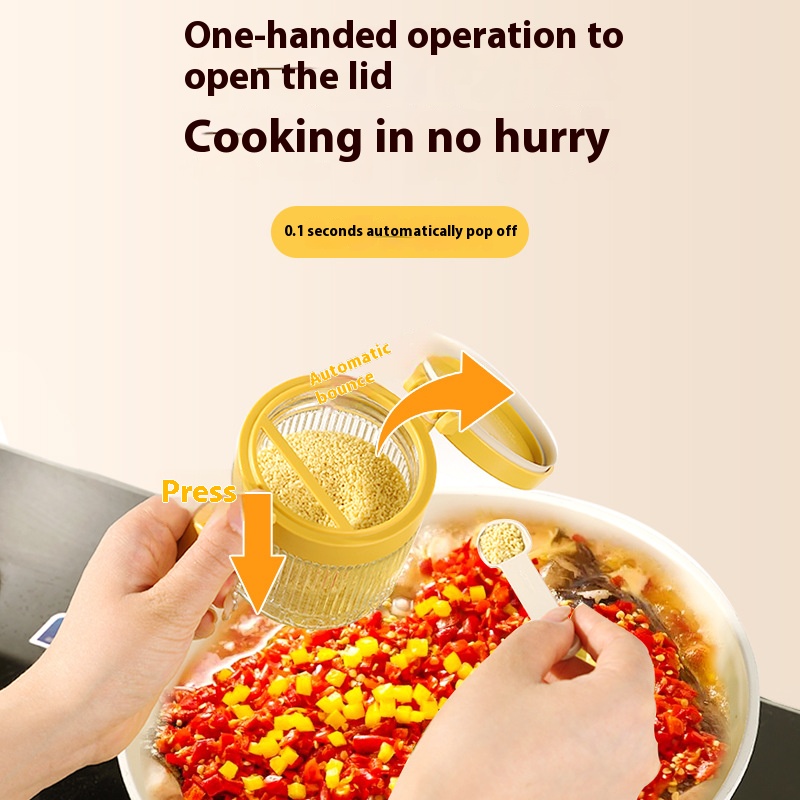 One-handed operation to
open the lid
Cooking in no hurry
0.1 seconds automatically pop off
Automatic
bounce
Press